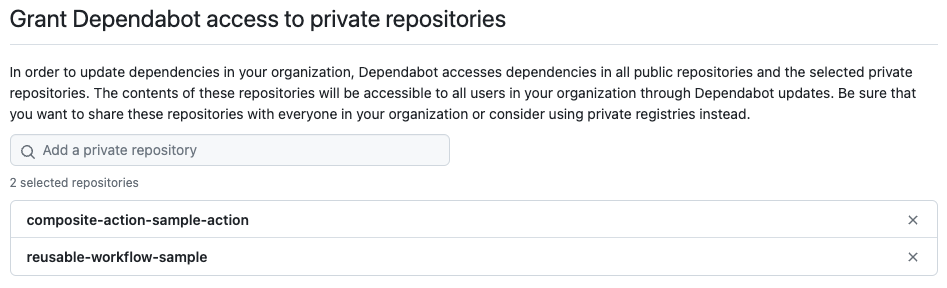 Grant Dependabot access to private repositories
In order to update dependencies in your organization, Dependabot accesses dependencies in all public repositories and the selected private
repositories. The contents of these repositories will be accessible to all users in your organization through Dependabot updates. Be sure that
you want to share these repositories with everyone in your organization or consider using private registries instead.
Add a private repository
2 selected repositories
composite-action-sample-action
reusable-workflow-sample